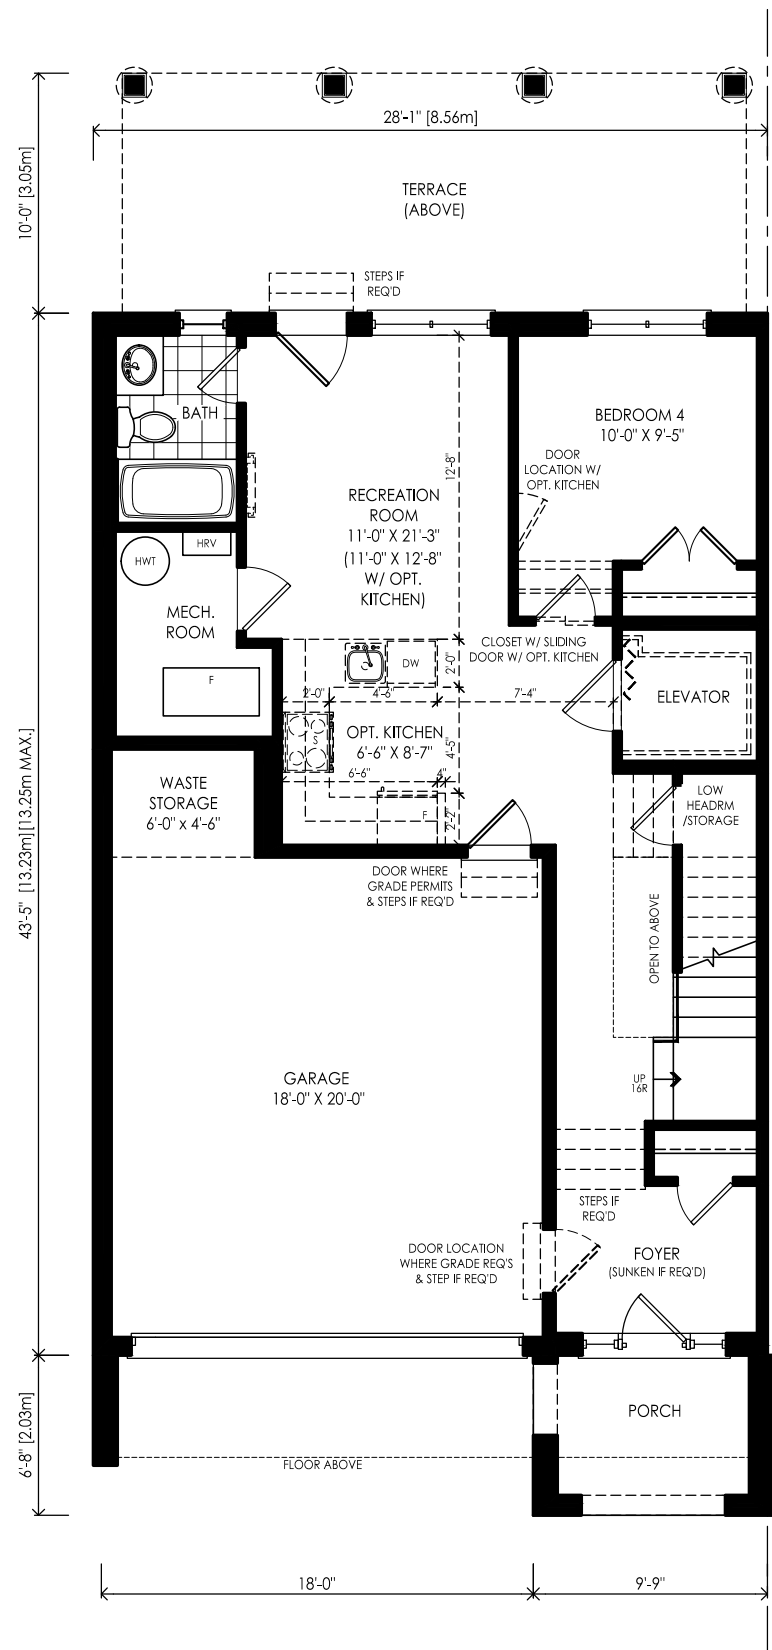 28'-1" [8.56m]
10'-0" [3.05m]
TERRACE
(ABOVE)
STEPS IF
REQ'D
BATH
BEDROOM 4
10'-0" X 9'-5"
DOOR
LOCATION W/
OPT. KITCHEN
12'-8"
RECREATION
ROOM
11'-0" X 21'-3"
(11'-0" X 12'-8"
W/ OPT.
KITCHEN)
HRV
HWT
MECH.
ROOM
F
CLOSET W/ SLIDING
DOOR W/ OPT. KITCHEN
DW
2'-0"
2'-0"
4'-6"
7'-4"
ELEVATOR
S
OPT. KITCHEN
6'-6" X 8'-7"
4'-5"
6'-6"
4"
F
2'-2"
WASTE
STORAGE
6'-0" x 4'-6"
LOW
HEADRM
/STORAGE
DOOR WHERE
GRADE PERMITS
& STEPS IF REQ'D
43'-5" [13.23m][13.25m MAX.]
OPEN TO ABOVE
GARAGE
18'-0" X 20'-0"
UP
16R
STEPS IF
REQ'D
DOOR LOCATION
WHERE GRADE REQ'S
& STEP IF REQ'D
FOYER
(SUNKEN IF REQ'D)
6'-8" [2.03m]
PORCH
FLOOR ABOVE
18'-0"
9'-9"